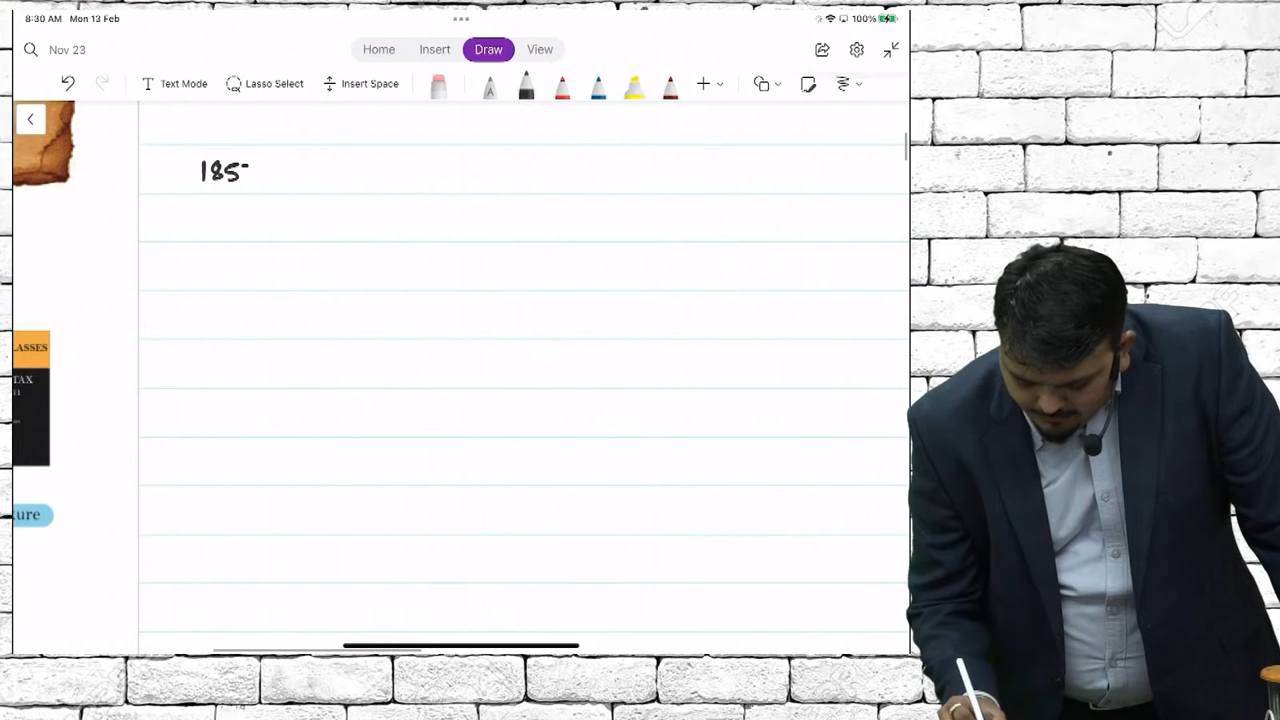 8:30 AM Mon 13 Feb
100%
Nov 23
Home Insert Draw View
Text Mode Lasso Select Insert Space
A
185-
LASSES
TAX
ture